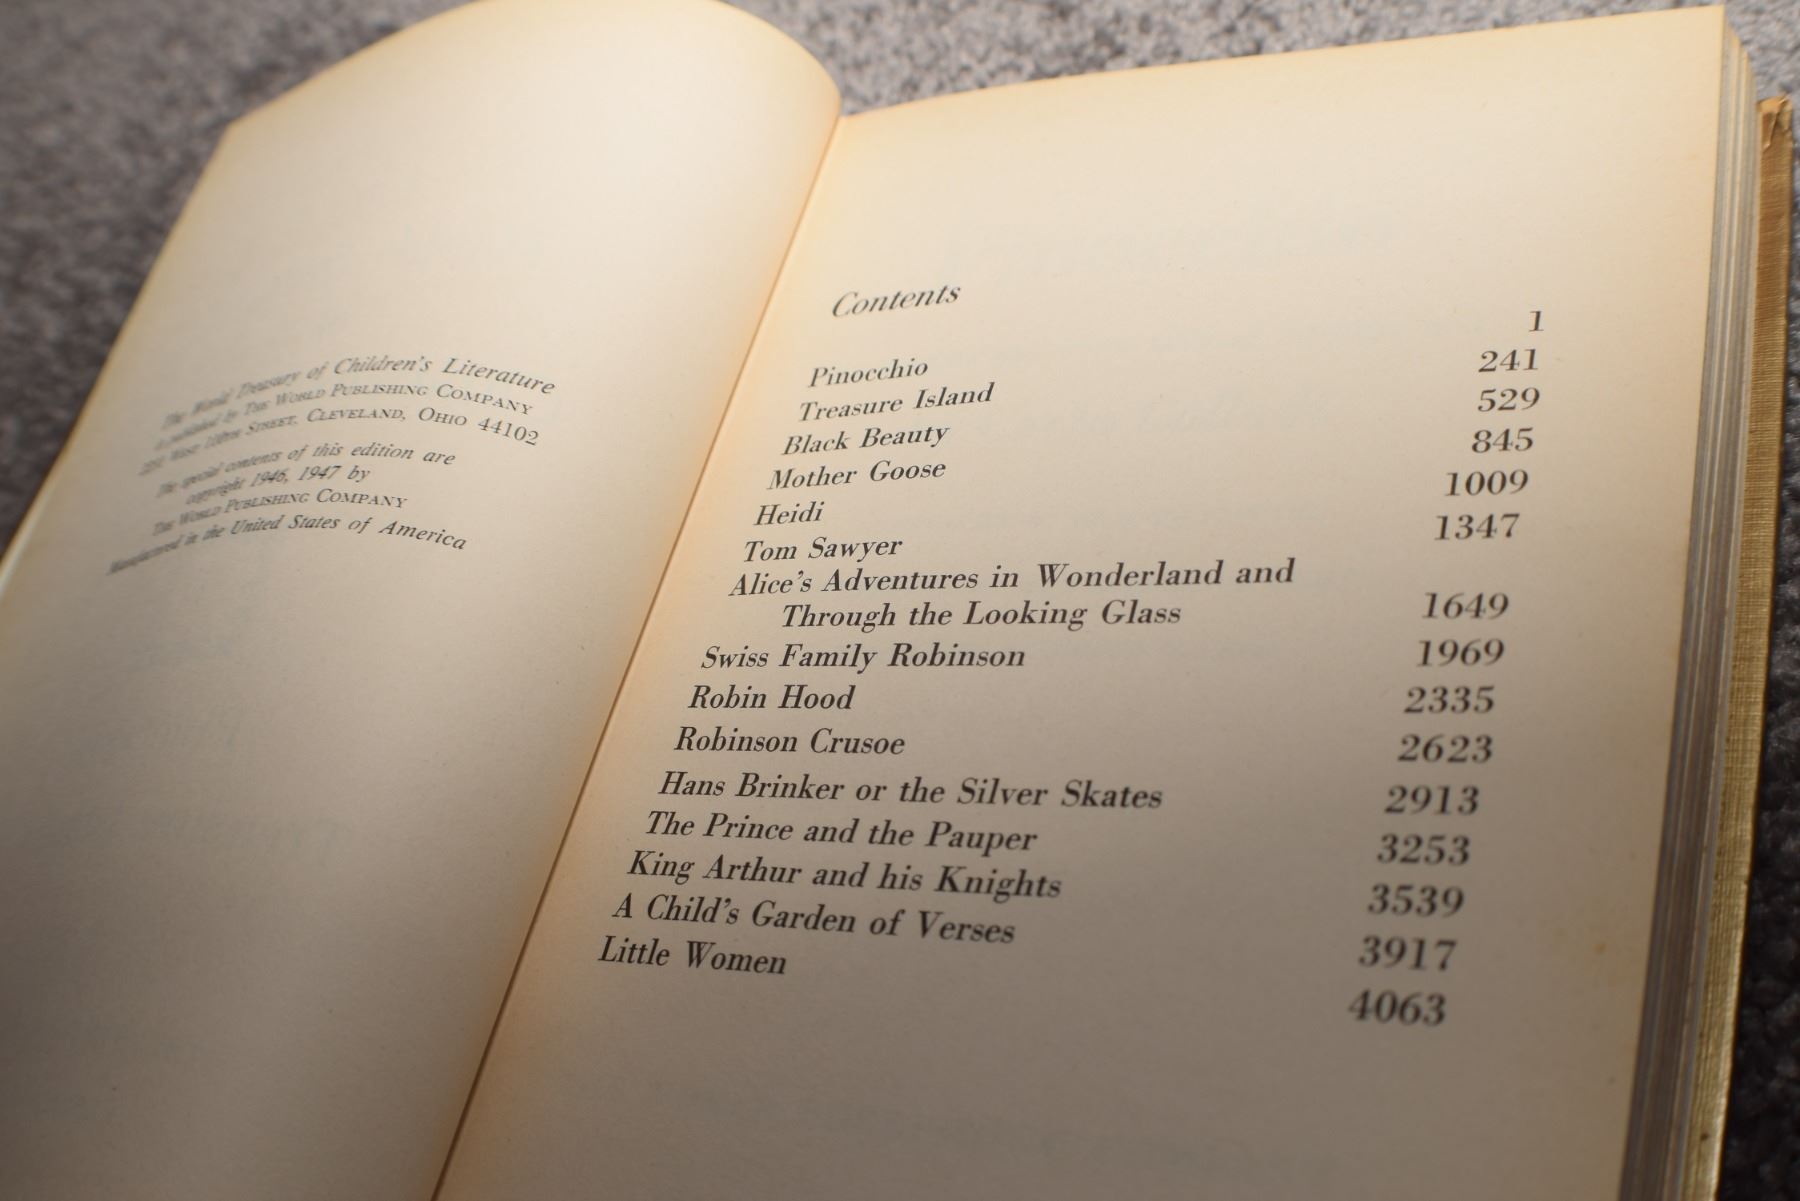 The World Treasury of Children's Literature
is published by THE WORLD PUBLISHING COMPANY
WEST 110TH STREET, CLEVELAND, OHIO 44102
The special contents of this edition are
copyright 1946, 1947 by
THE WORLD PUBLISHING COMPANY
Manufactured in the United States of America
Contents
Pinocchio 1
Treasure Island 241
Black Beauty 529
Mother Goose 845
Heidi 1009
Tom Sawyer 1347
Alice's Adventures in Wonderland and
Through the Looking Glass 1649
Swiss Family Robinson 1969
Robin Hood 2335
Robinson Crusoe 2623
Hans Brinker or the Silver Skates 2913
The Prince and the Pauper 3253
King Arthur and his Knights 3539
A Child's Garden of Verses 3917
Little Women 4063